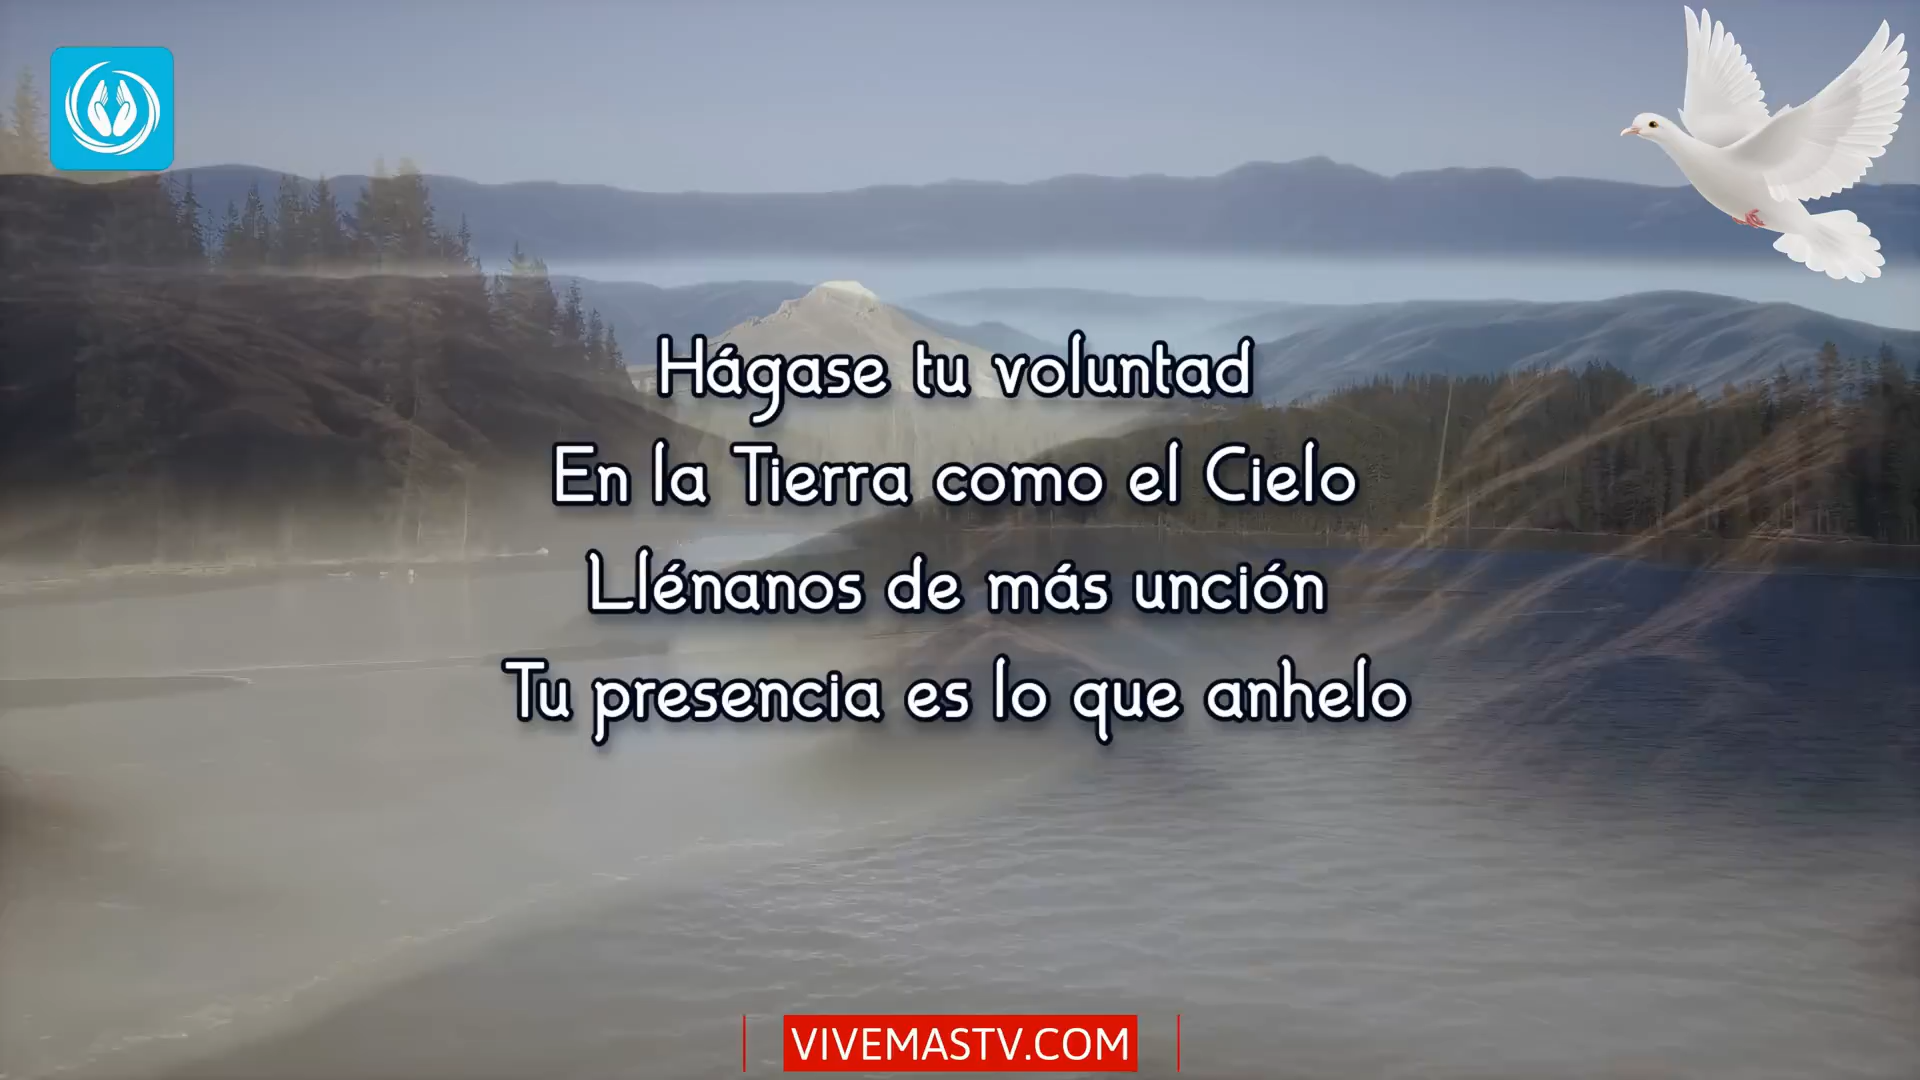 Hágase tu voluntad
En la Tierra como el Cielo
Llénanos de más unción
Tu presencia es lo que anhelo
VIVEMASTV.COM